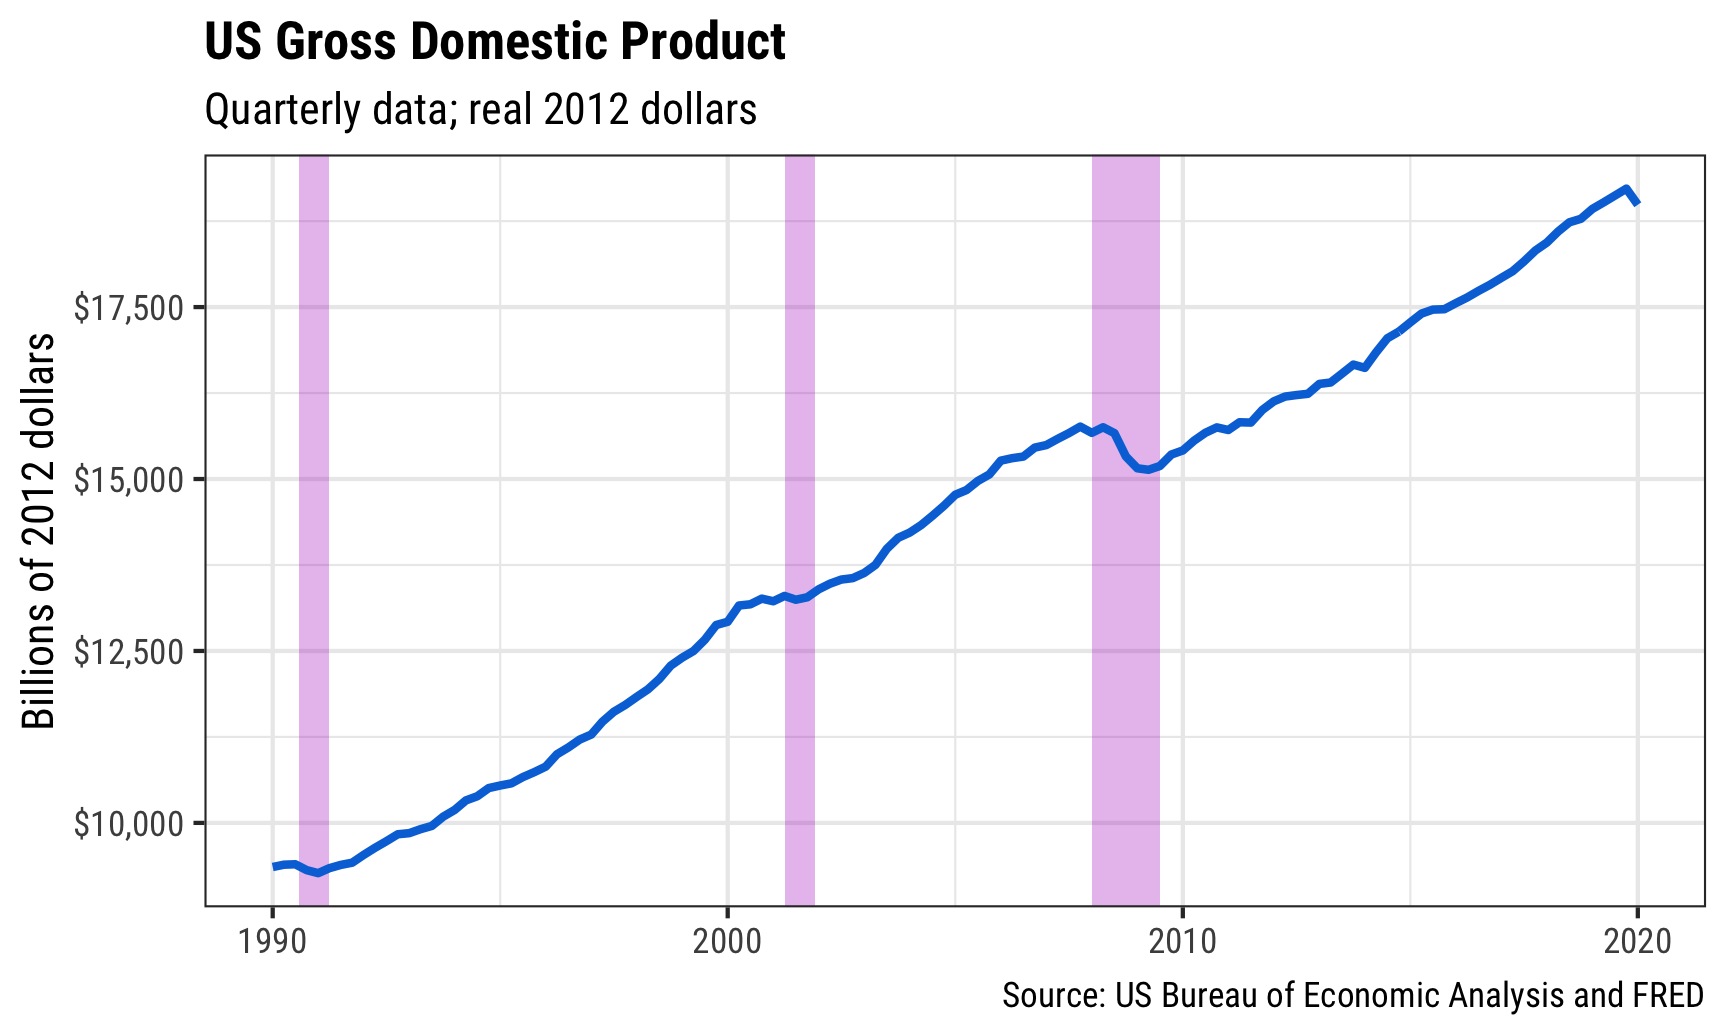 US Gross Domestic Product
Quarterly data; real 2012 dollars
Billions of 2012 dollars
$17,500
$15,000
$12,500
$10,000
1990 2000 2010 2020
Source: US Bureau of Economic Analysis and FRED